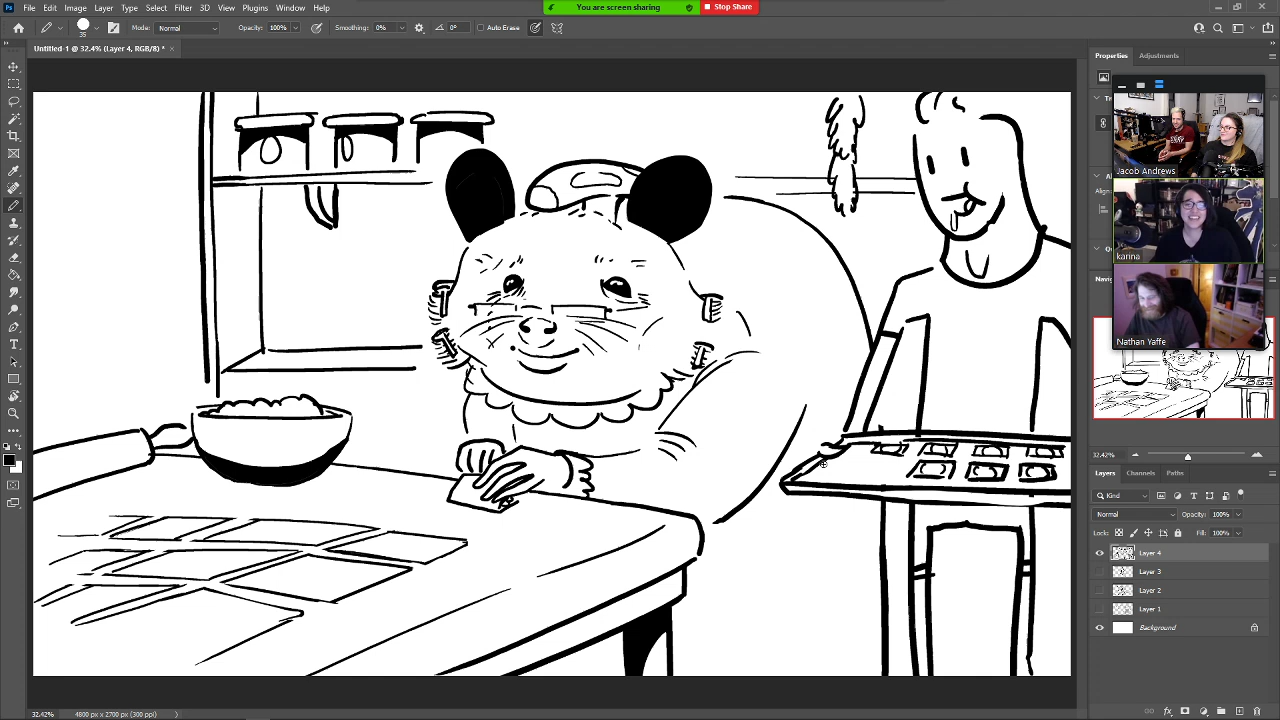 File Edit Image Layer Type Select Filter 3D View Plugins Window Help
You are screen sharing Stop Share
35 Mode: Normal Opacity: 100% Smoothing: 0% 0° Auto Erase
Untitled-1 @ 32.4% (Layer 4, RGB/8) *
Properties Adjustments
Jacob Andrews
karina
Nathan Yaffe
32.42%
Layers Channels Paths
Kind
Normal Opacity: 100%
Lock: Fill: 100%
Layer 4
Layer 3
Layer 2
Layer 1
Background
32.42% 4800 px x 2700 px (300 ppi)